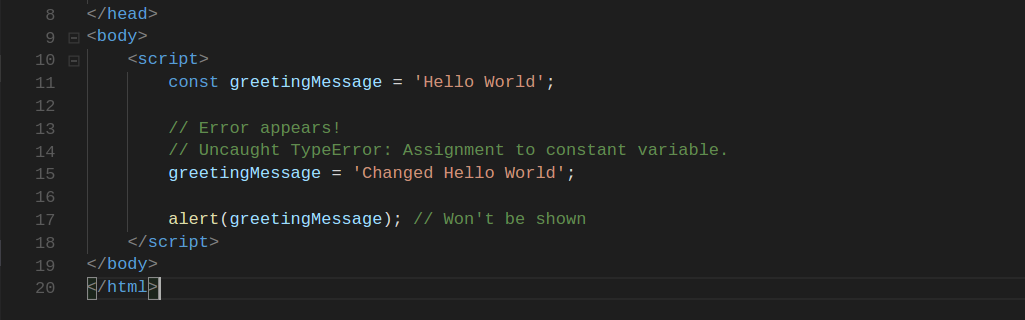 8 </head>
9 <body>
10 <script>
11 const greetingMessage = 'Hello World';
12
13 // Error appears!
14 // Uncaught TypeError: Assignment to constant variable.
15 greetingMessage = 'Changed Hello World';
16
17 alert(greetingMessage); // Won't be shown
18 </script>
19 </body>
20 </html>